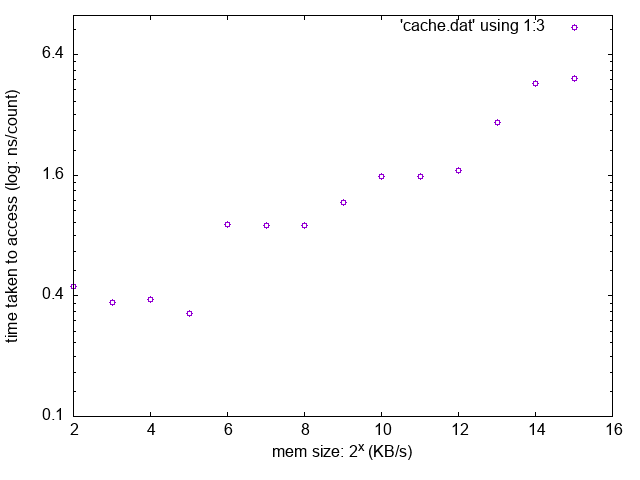 'cache.dat' using 1:3
6.4
1.6
0.4
0.1
time taken to access (log: ns/count)
2 4 6 8 10 12 14 16
mem size: 2^x (KB/s)